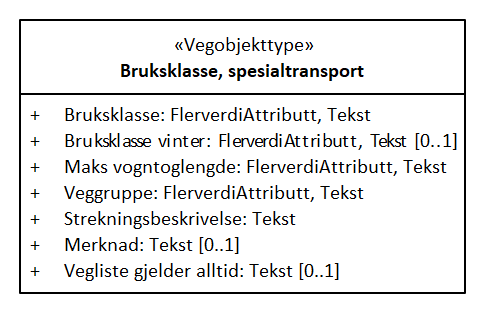 «Vegobjekttype»
Bruksklasse, spesialtransport
+ Bruksklasse: FlerverdiAttributt, Tekst
+ Bruksklasse vinter: FlerverdiAttributt, Tekst [0..1]
+ Maks vogntoglengde: FlerverdiAttributt, Tekst
+ Veggruppe: FlerverdiAttributt, Tekst
+ Strekningsbeskrivelse: Tekst
+ Merknad: Tekst [0..1]
+ Vegliste gjelder alltid: Tekst [0..1]